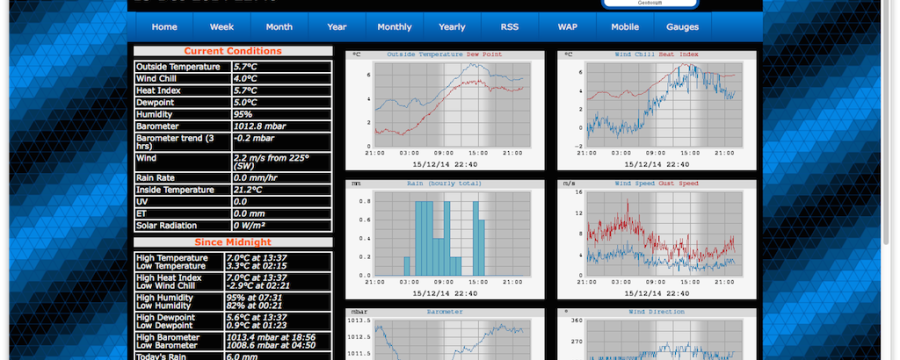 Home Week Month Year Monthly Yearly RSS WAP Mobile Gauges
Current Conditions
Outside Temperature 5.7°C
Wind Chill 4.0°C
Heat Index 5.7°C
Dewpoint 5.0°C
Humidity 95%
Barometer 1012.8 mbar
Barometer trend (3 hrs) -0.2 mbar
Wind 2.2 m/s from 225° (SW)
Rain Rate 0.0 mm/hr
Inside Temperature 21.2°C
UV 0.0
ET 0.0 mm
Solar Radiation 0 W/m²
Since Midnight
High Temperature 7.0°C at 13:37
Low Temperature 3.3°C at 02:15
High Heat Index 7.0°C at 13:37
Low Wind Chill -2.9°C at 02:21
High Humidity 95% at 07:31
Low Humidity 82% at 00:21
High Dewpoint 5.6°C at 13:37
Low Dewpoint 0.9°C at 01:23
High Barometer 1013.4 mbar at 18:56
Low Barometer 1008.6 mbar at 04:50
Today's Rain 6.0 mm
°C Outside Temperature Dew Point
6
4
2
0
21:00 03:00 09:00 15:00 21:00
15/12/14 22:40
°C Wind Chill Heat Index
6
4
2
0
-2
21:00 03:00 09:00 15:00 21:00
15/12/14 22:40
mm Rain (hourly total)
0.8
0.6
0.4
0.2
0.0
21:00 03:00 09:00 15:00 21:00
15/12/14 22:40
m/s Wind Speed Gust Speed
16
12
8
4
0
21:00 03:00 09:00 15:00 21:00
15/12/14 22:40
mbar Barometer
1013.5
1012.5
1011.5
° Wind Direction
360
270